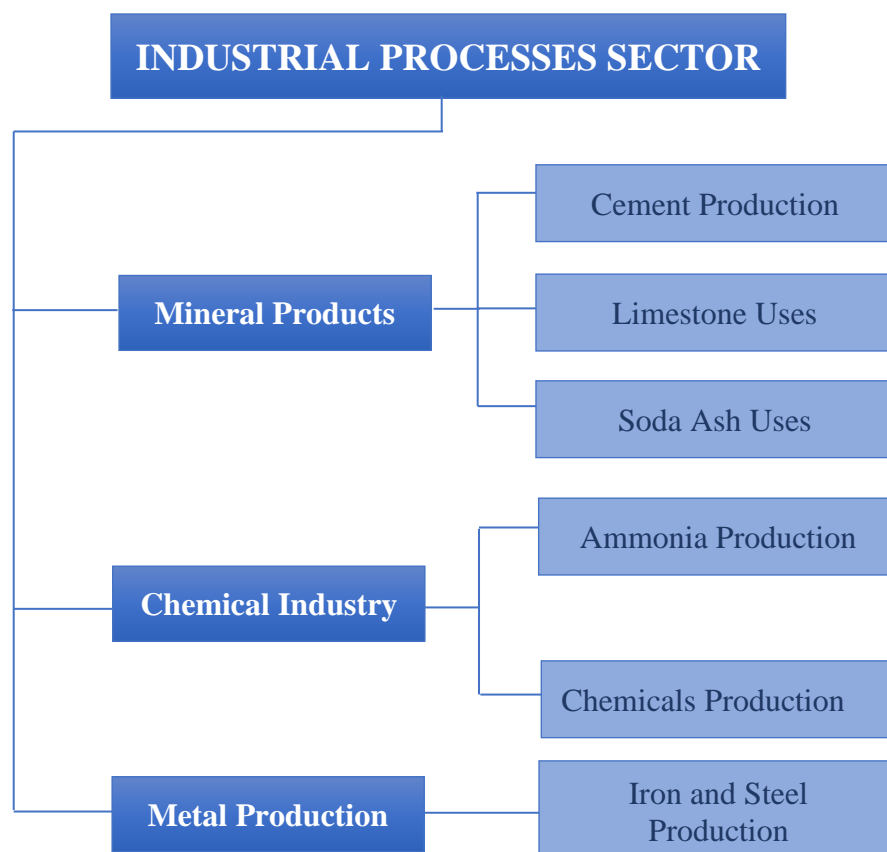 INDUSTRIAL PROCESSES SECTOR
Cement Production
Mineral Products
Limestone Uses
Soda Ash Uses
Ammonia Production
Chemical Industry
Chemicals Production
Metal Production
Iron and Steel
Production